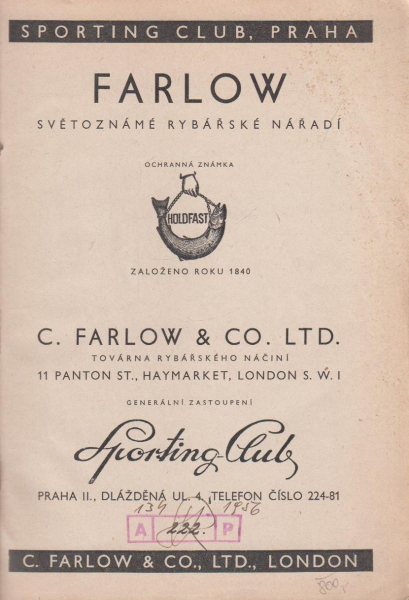 SPORTING CLUB, PRAHA
FARLOW
SVĚTOZNÁMÉ RYBÁŘSKÉ NÁŘADÍ
OCHRANNÁ ZNÁMKA
HOLDFAST
ZALOŽENO ROKU 1840
C. FARLOW & CO. LTD.
TOVÁRNA RYBÁŘSKÉHO NÁČINÍ
11 PANTON ST., HAYMARKET, LONDON S. W. I
GENERÁLNÍ ZASTOUPENÍ
Sporting-Club
PRAHA II., DLÁŽDĚNÁ UL. 4, TELEFON ČÍSLO 224-81
134 1956
A 222. P
C. FARLOW & CO., LTD., LONDON